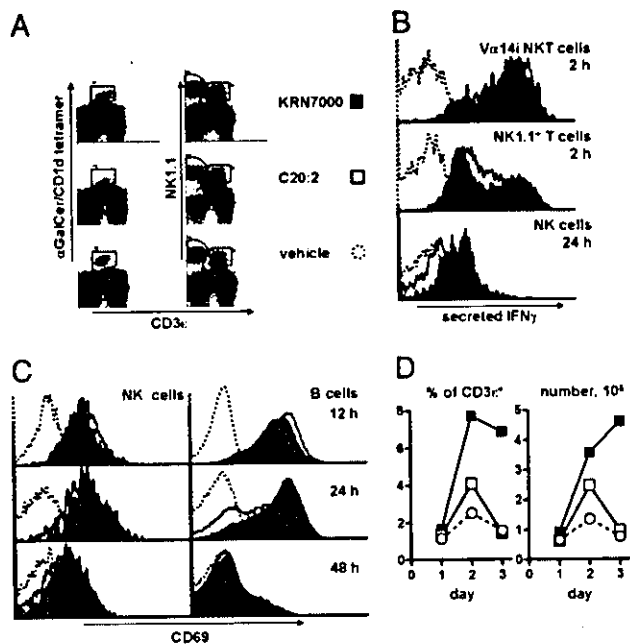 A
αGalCer/CD1d tetramer
NK1.1
CD3ε
KRN7000
C20:2
vehicle
B
Vα14i NKT cells
2 h
NK1.1⁺ T cells
2 h
NK cells
24 h
secreted IFNγ
C
NK cells
B cells
12 h
24 h
48 h
CD69
D
% of CD3ε⁺
8
6
4
2
0
0 1 2 3
day
number, 10⁵
5
4
3
2
1
0
0 1 2 3
day